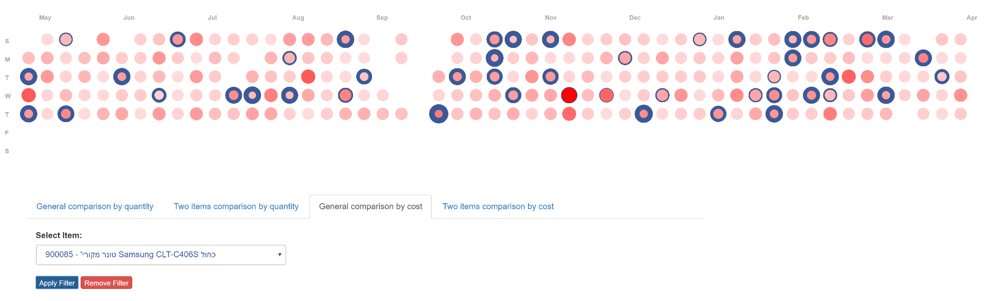 May Jun Jul Aug Sep Oct Nov Dec Jan Feb Mar Apr
S
M
T
W
T
F
S
General comparison by quantity Two items comparison by quantity General comparison by cost Two items comparison by cost
Select Item:
900085 - 'טונר מקורי Samsung CLT-C406S כחול
Apply Filter Remove Filter